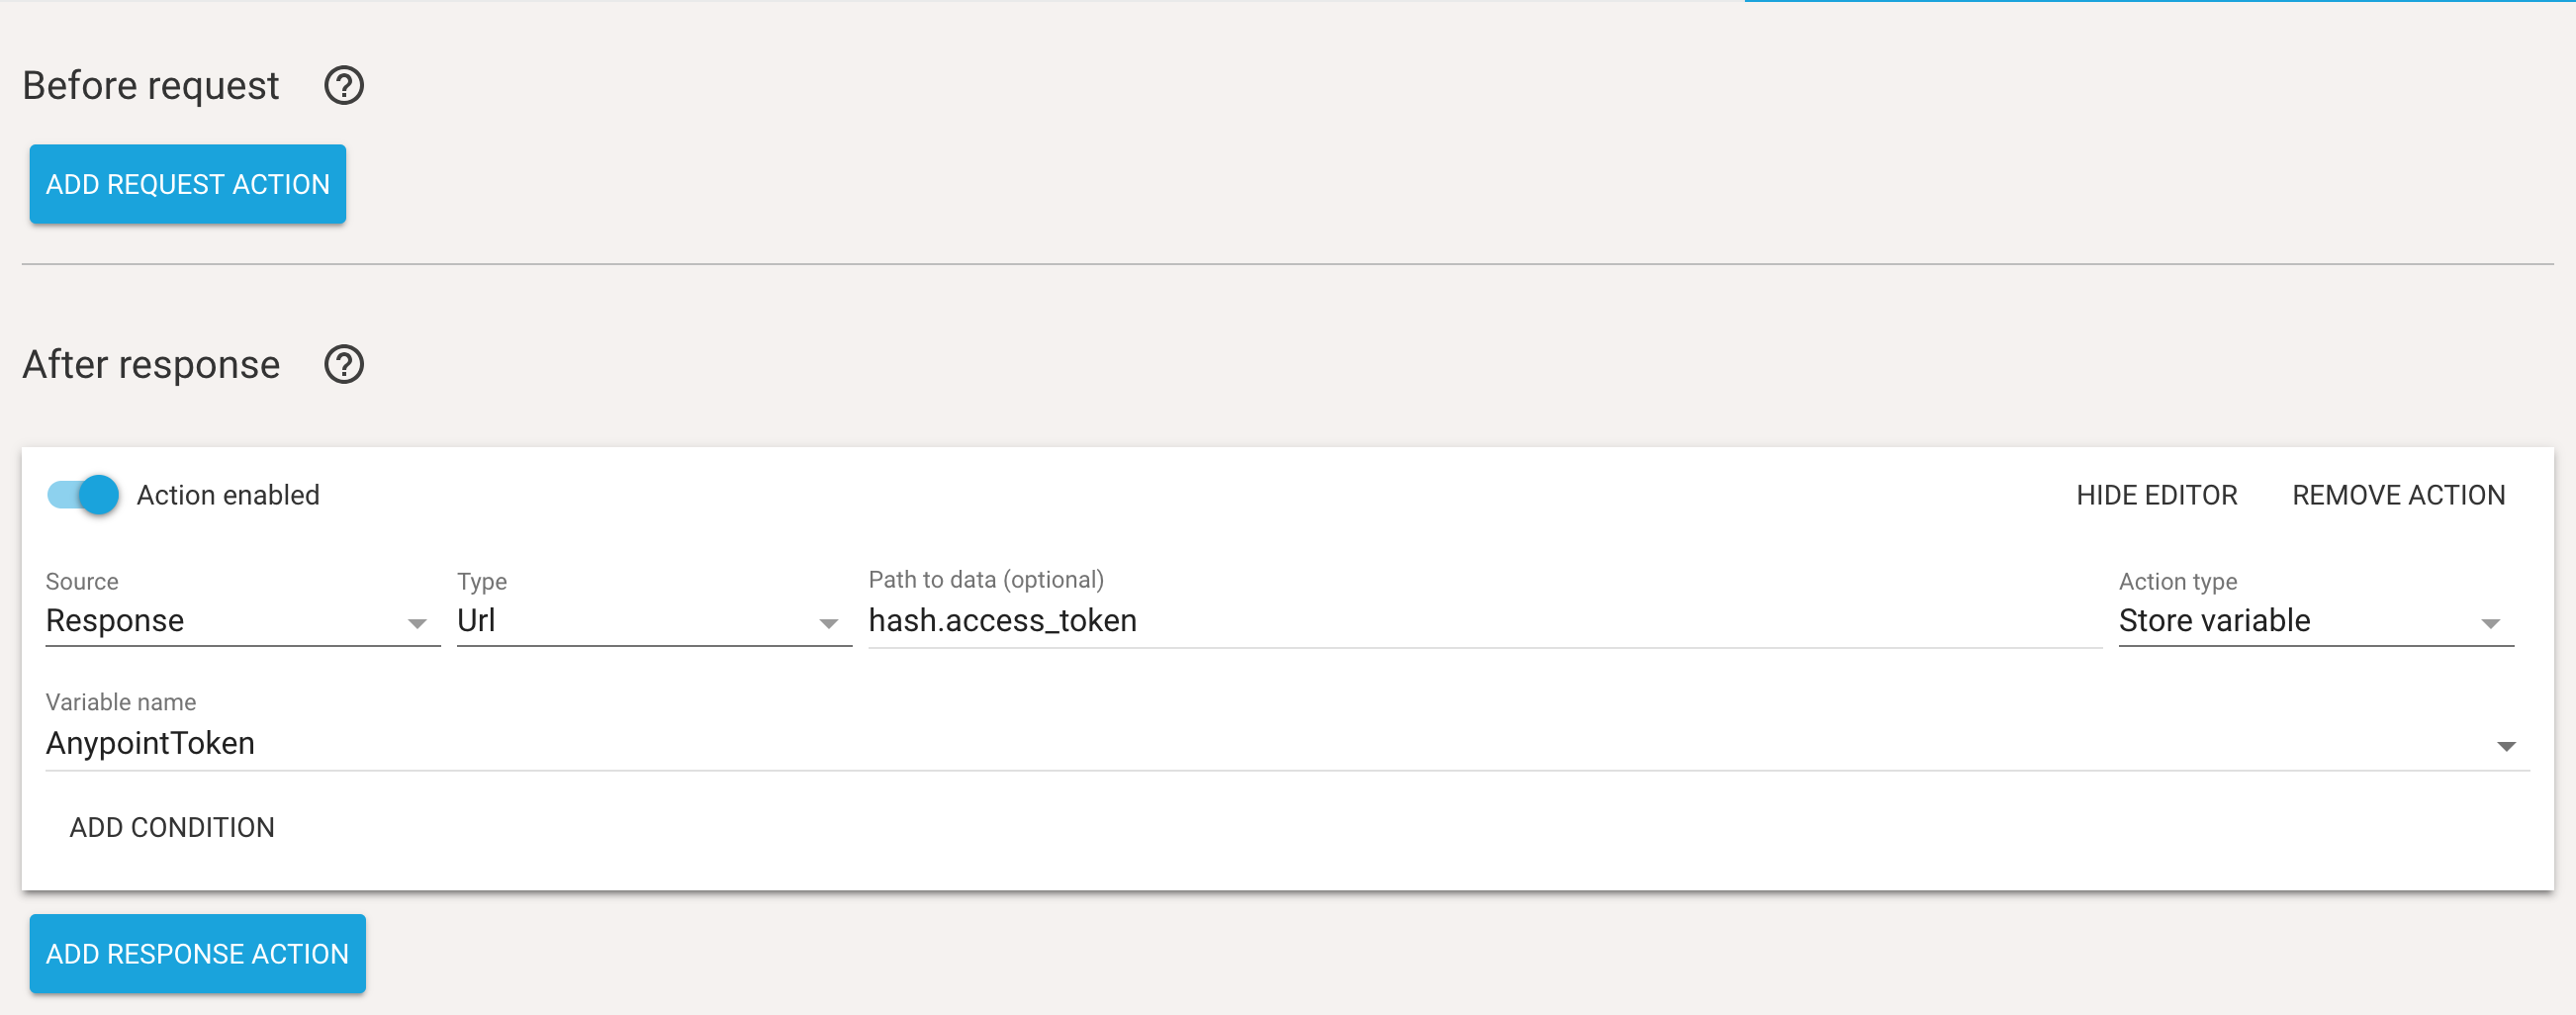 Before request
ADD REQUEST ACTION
After response
Action enabled HIDE EDITOR REMOVE ACTION
Source Type Path to data (optional) Action type
Response Url hash.access_token Store variable
Variable name
AnypointToken
ADD CONDITION
ADD RESPONSE ACTION